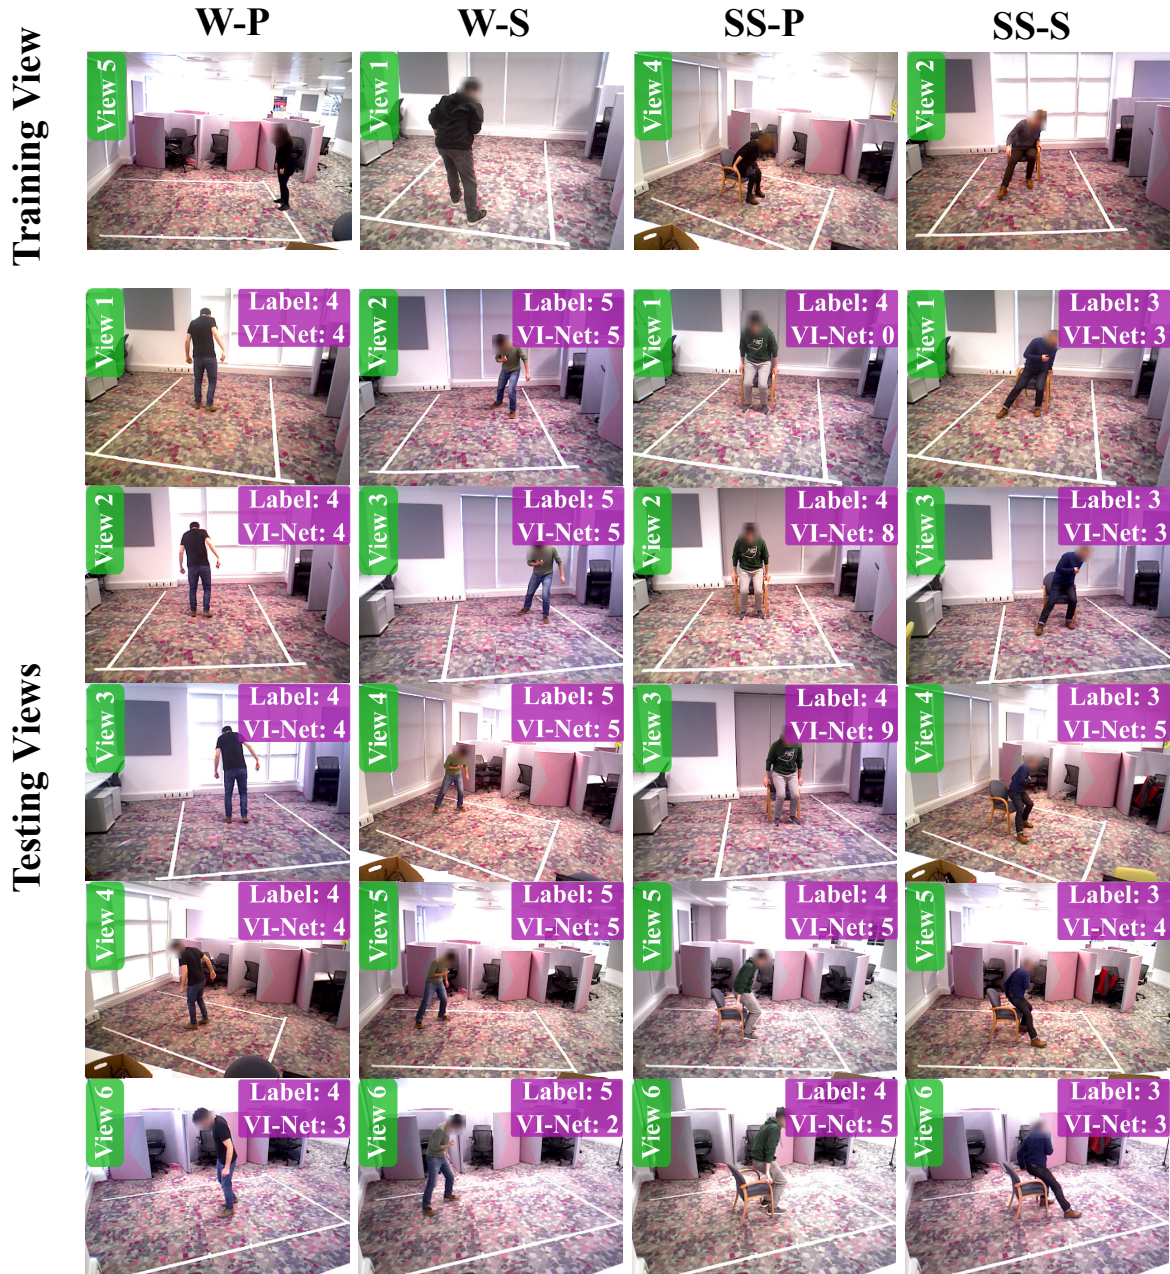 W-P W-S SS-P SS-S
Training View
View 5 View 1 View 4 View 2
Testing Views
View 1 Label: 4 View 2 Label: 5 View 1 Label: 4 View 1 Label: 3
VI-Net: 4 VI-Net: 5 VI-Net: 0 VI-Net: 3
View 2 Label: 4 View 3 Label: 5 View 2 Label: 4 View 3 Label: 3
VI-Net: 4 VI-Net: 5 VI-Net: 8 VI-Net: 3
View 3 Label: 4 View 4 Label: 5 View 3 Label: 4 View 4 Label: 3
VI-Net: 4 VI-Net: 5 VI-Net: 9 VI-Net: 5
View 4 Label: 4 View 5 Label: 5 View 5 Label: 4 View 5 Label: 3
VI-Net: 4 VI-Net: 5 VI-Net: 5 VI-Net: 4
View 6 Label: 4 View 6 Label: 5 View 6 Label: 4 View 6 Label: 3
VI-Net: 3 VI-Net: 2 VI-Net: 5 VI-Net: 3